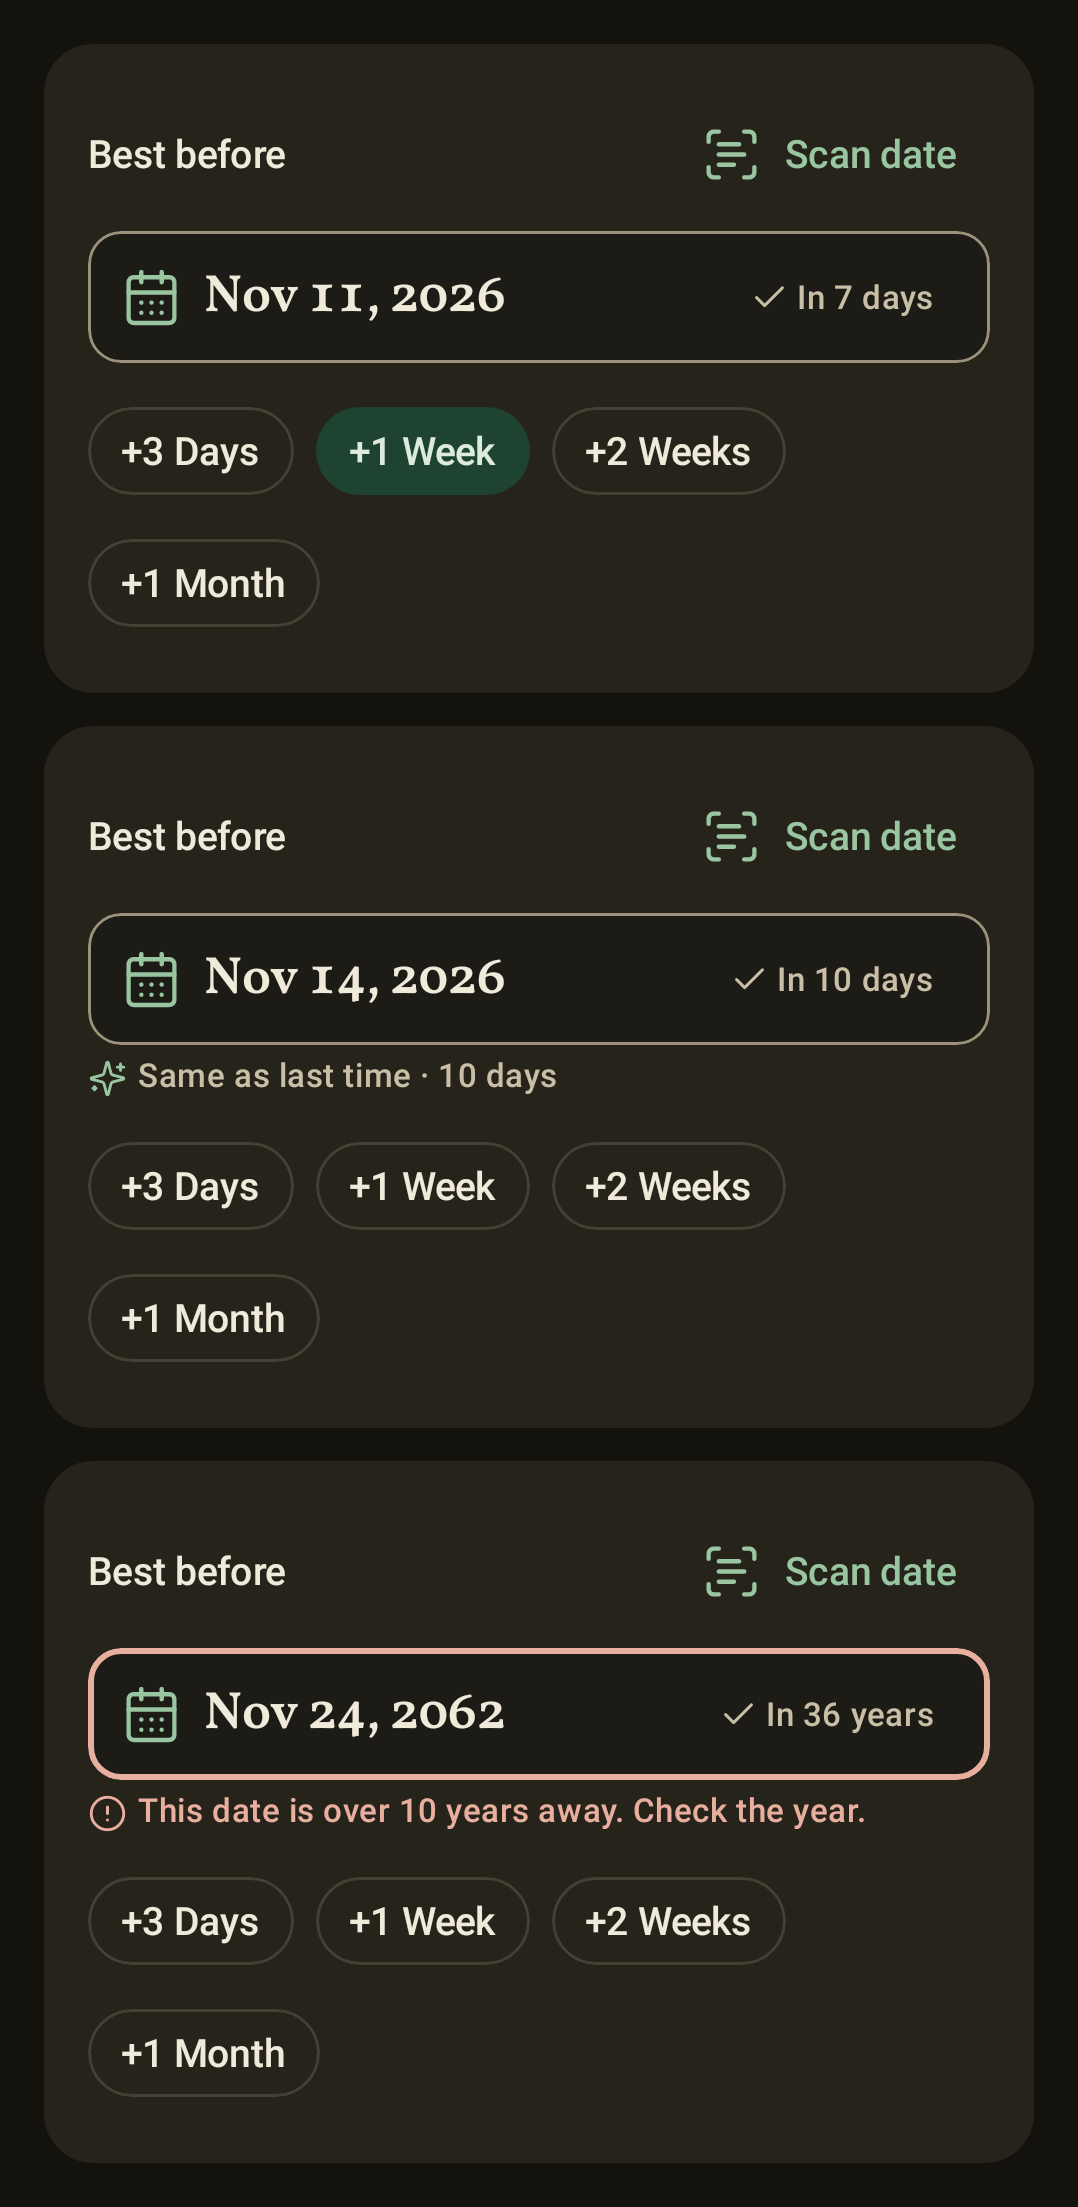 Best before
Scan date
Nov 11, 2026
In 7 days
+3 Days
+1 Week
+2 Weeks
+1 Month
Best before
Scan date
Nov 14, 2026
In 10 days
Same as last time · 10 days
+3 Days
+1 Week
+2 Weeks
+1 Month
Best before
Scan date
Nov 24, 2062
In 36 years
This date is over 10 years away. Check the year.
+3 Days
+1 Week
+2 Weeks
+1 Month